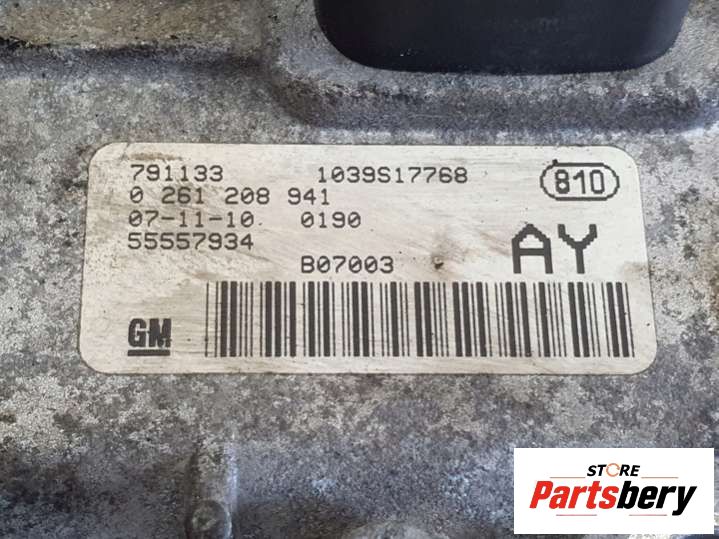 791133 1039S17768 810
0 261 208 941
07-11-10 0190
55557934 AY
B07003
GM
STORE
Partsbery